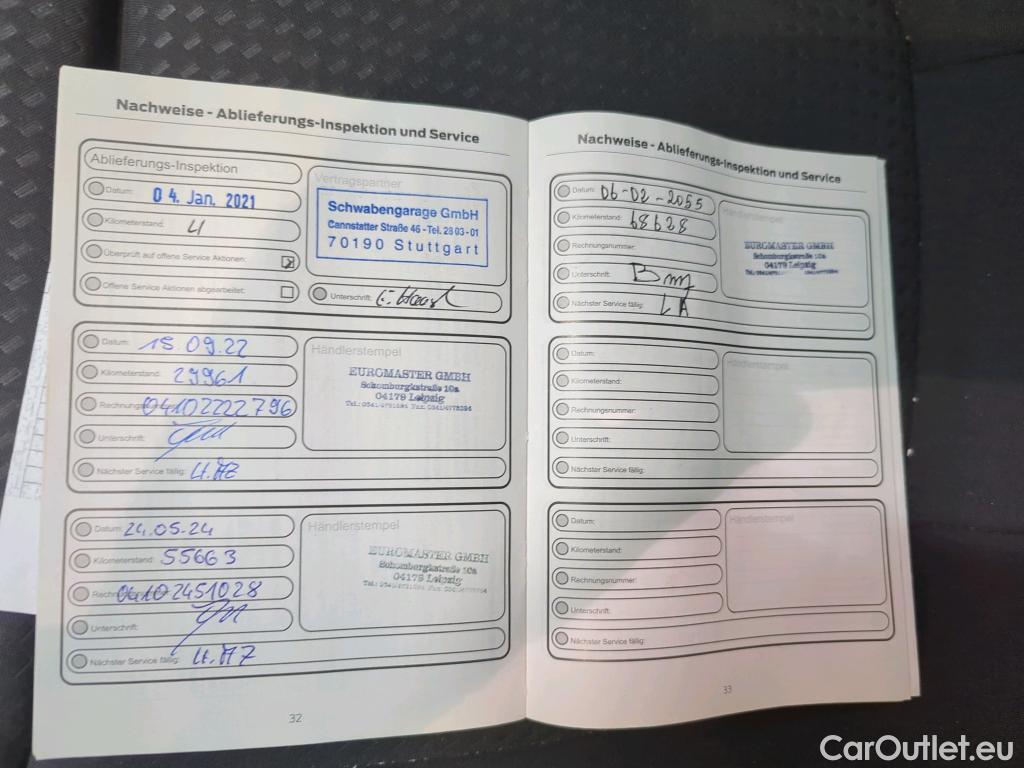 Nachweise - Ablieferungs-Inspektion und Service
Ablieferungs-Inspektion
Datum: 04. Jan. 2021
Kilometerstand: 4
Überprüft auf offene Service Aktionen:
Offene Service Aktionen abgearbeitet:
Vertragspartner
Schwabengarage GmbH
Cannstatter Straße 46 - Tel. 28 03 - 01
70190 Stuttgart
Unterschrift:
Datum: 15.09.22
Kilometerstand: 29961
04102222796
Unterschrift:
Nächster Service fällig:
Händlerstempel
EUROMASTER GMBH
Schomburgkstraße 10a
04179 Leipzig
Datum: 24.05.24
Kilometerstand: 55663
04102451028
Unterschrift:
Nächster Service fällig:
Händlerstempel
EUROMASTER GMBH
Schomburgkstraße 10a
04179 Leipzig
32
Nachweise - Ablieferungs-Inspektion und Service
Datum: 06-02-2055
Kilometerstand: 68628
Rechnungsnummer:
Unterschrift:
Nächster Service fällig:
Händlerstempel
EUROMASTER GMBH
Schomburgkstraße 10a
04179 Leipzig
Datum:
Kilometerstand:
Rechnungsnummer:
Unterschrift:
Nächster Service fällig:
Händlerstempel
Datum:
Kilometerstand:
Rechnungsnummer:
Unterschrift:
Nächster Service fällig:
Händlerstempel
33
CarOutlet.eu